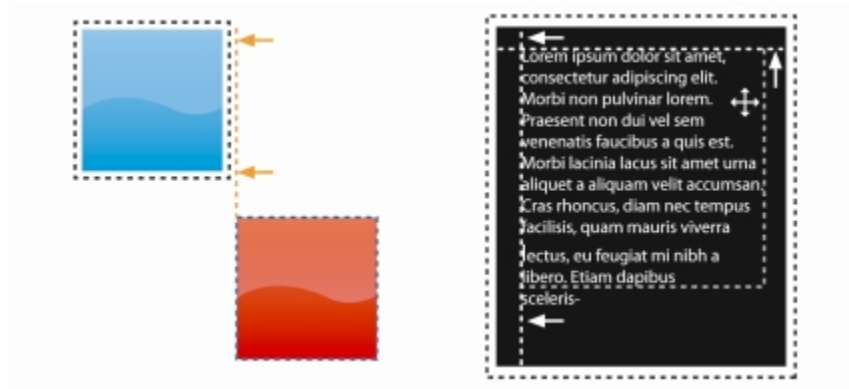 Lorem ipsum dolor sit amet,
consectetur adipiscing elit.
Morbi non pulvinar lorem.
Praesent non dui vel sem
venenatis faucibus a quis est.
Morbi lacinia lacus sit amet urna
aliquet a aliquam velit accumsan.
Cras rhoncus, diam nec tempus
facilisis, quam mauris viverra
lectus, eu feugiat mi nibh a
libero. Etiam dapibus
sceleris-